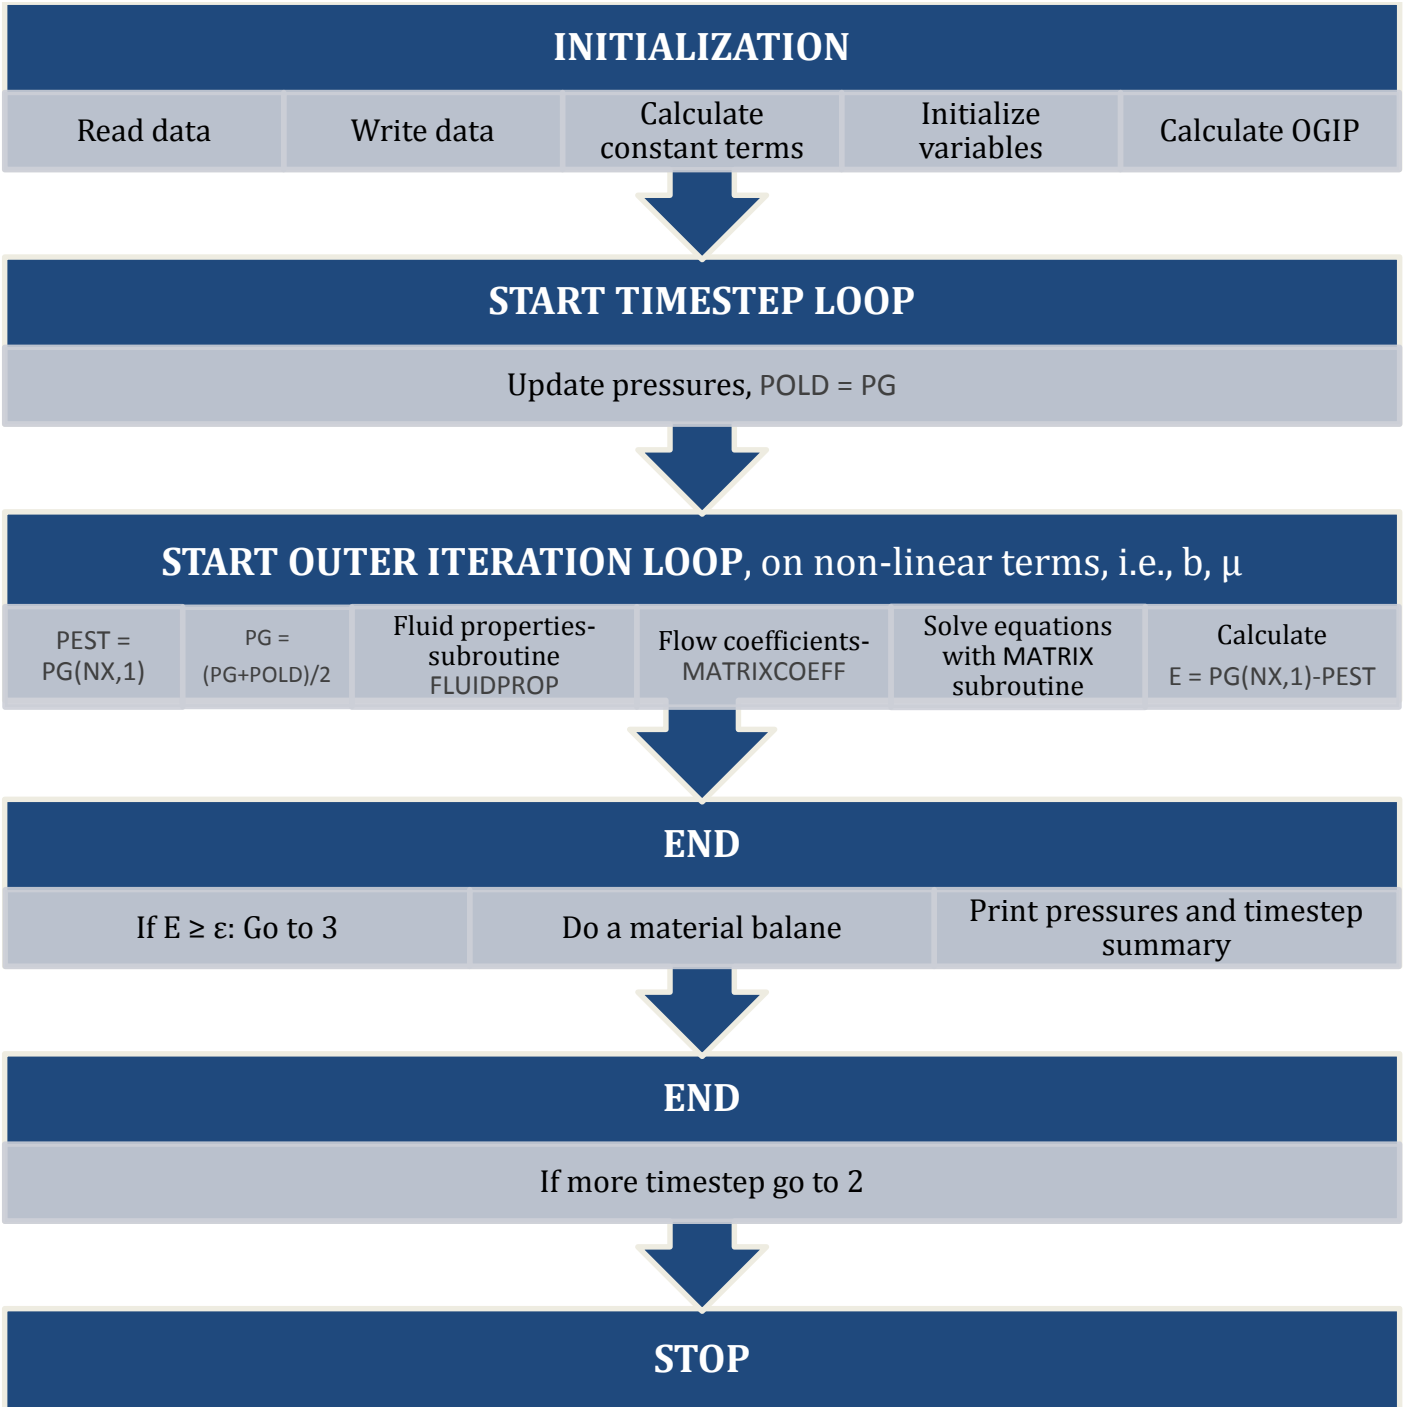 INITIALIZATION
Read data
Write data
Calculate
constant terms
Initialize
variables
Calculate OGIP
START TIMESTEP LOOP
Update pressures, POLD = PG
START OUTER ITERATION LOOP, on non-linear terms, i.e., b, μ
PEST =
PG(NX,1)
PG =
(PG+POLD)/2
Fluid properties-
subroutine
FLUIDPROP
Flow coefficients-
MATRIXCOEFF
Solve equations
with MATRIX
subroutine
Calculate
E = PG(NX,1)-PEST
END
If E ≥ ε: Go to 3
Do a material balane
Print pressures and timestep
summary
END
If more timestep go to 2
STOP